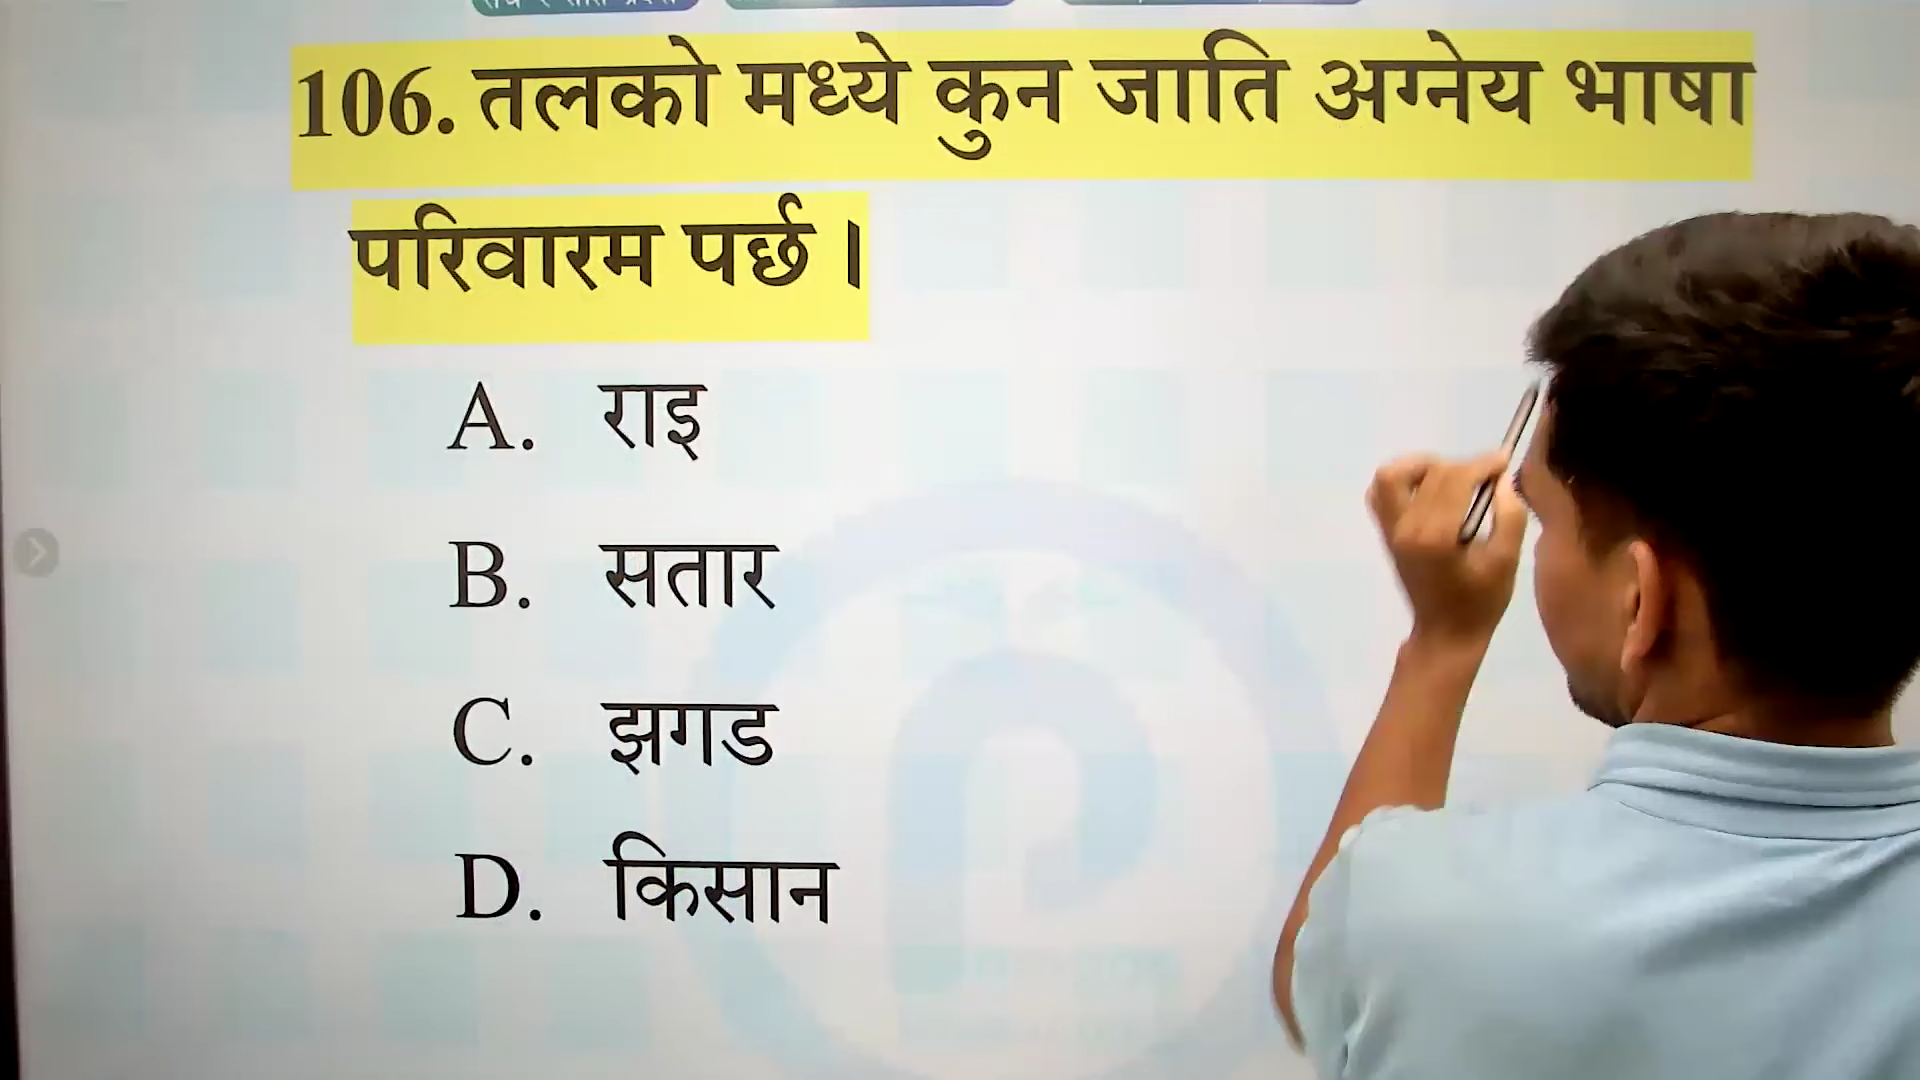 106. तलको मध्ये कुन जाति अग्नेय भाषा
परिवारम पर्छ ।
A. राइ
B. सतार
C. झगड
D. किसान